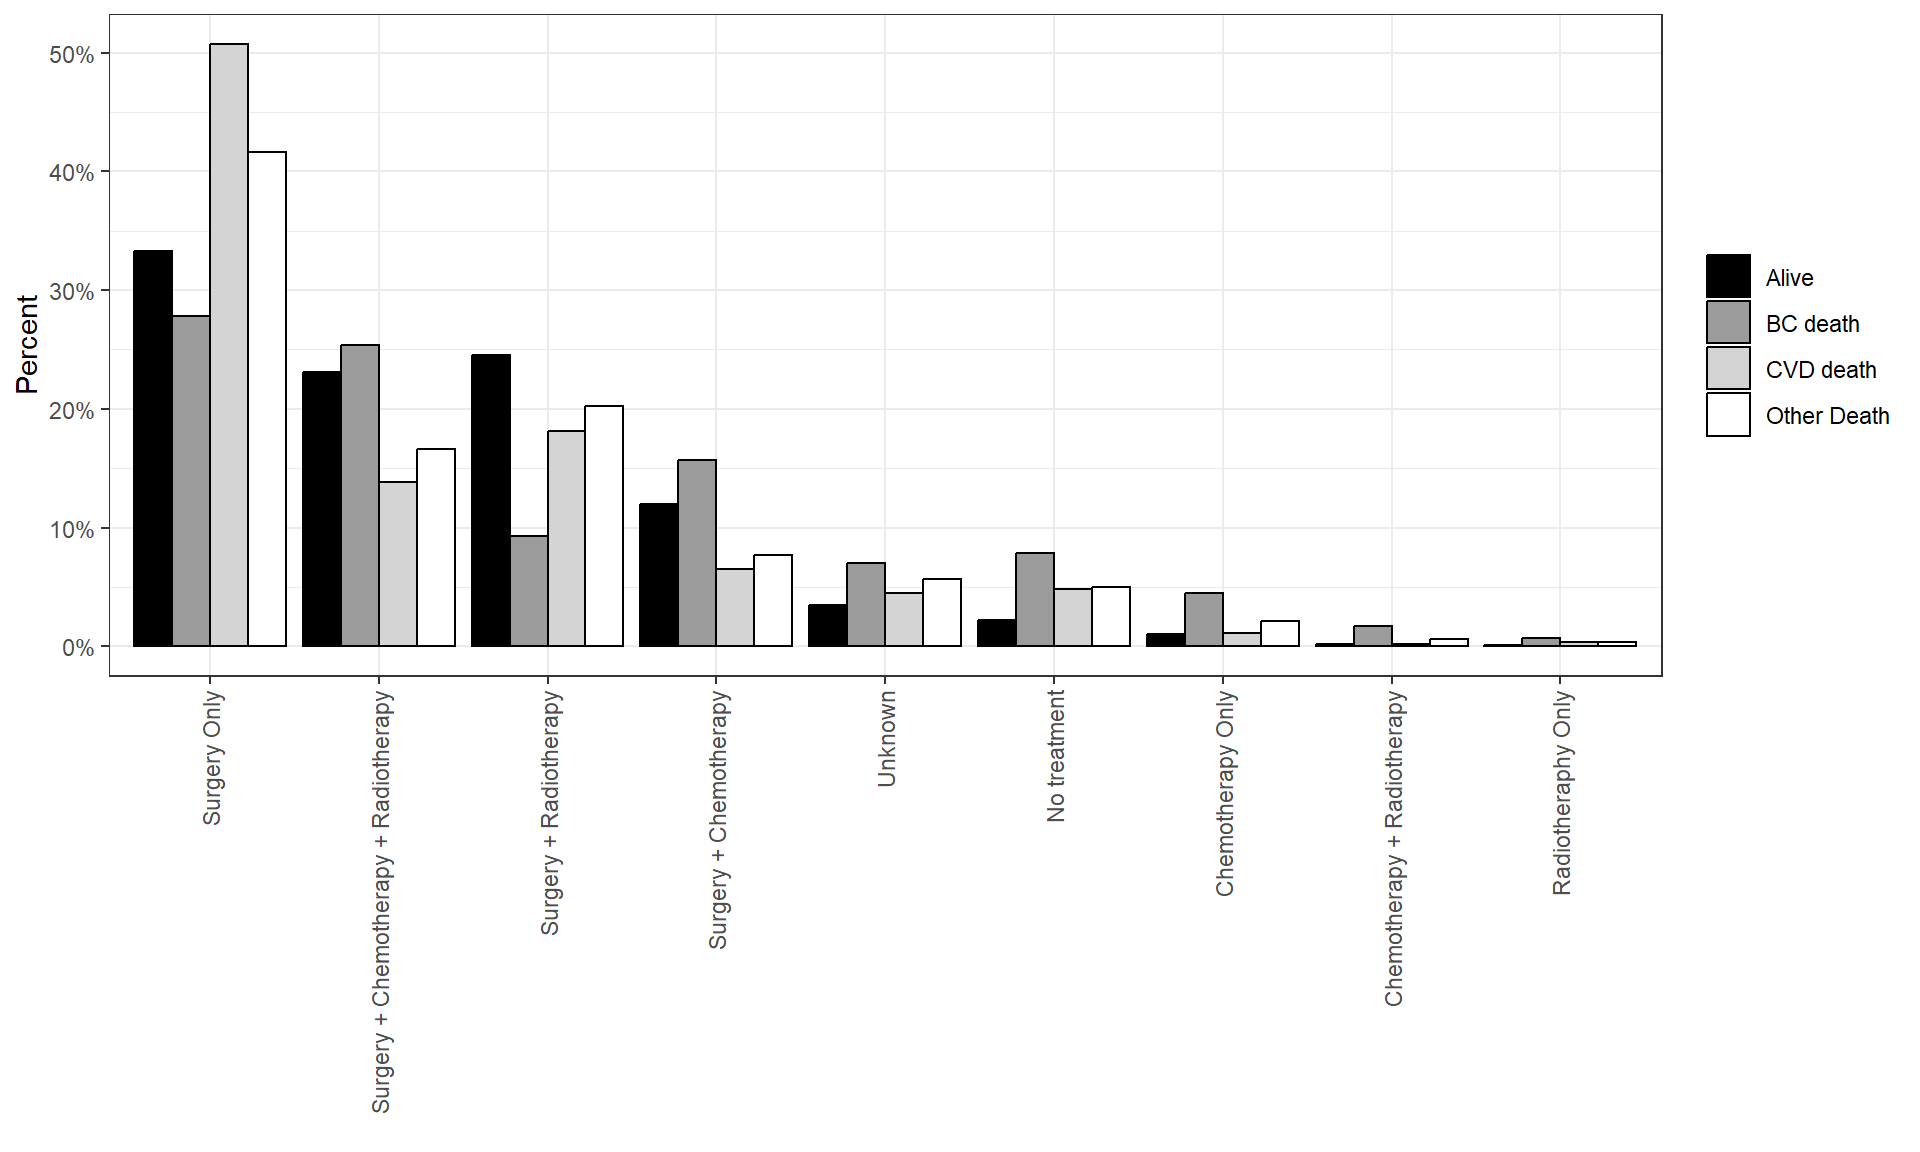 Percent
50%
40%
30%
20%
10%
0%
Surgery Only
Surgery + Chemotherapy + Radiotherapy
Surgery + Radiotherapy
Surgery + Chemotherapy
Unknown
No treatment
Chemotherapy Only
Chemotherapy + Radiotherapy
Radiotheraphy Only
Alive
BC death
CVD death
Other Death